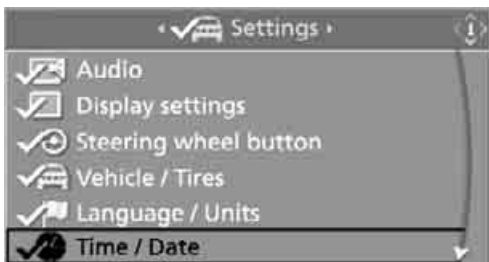 Settings
Audio
Display settings
Steering wheel button
Vehicle / Tires
Language / Units
Time / Date